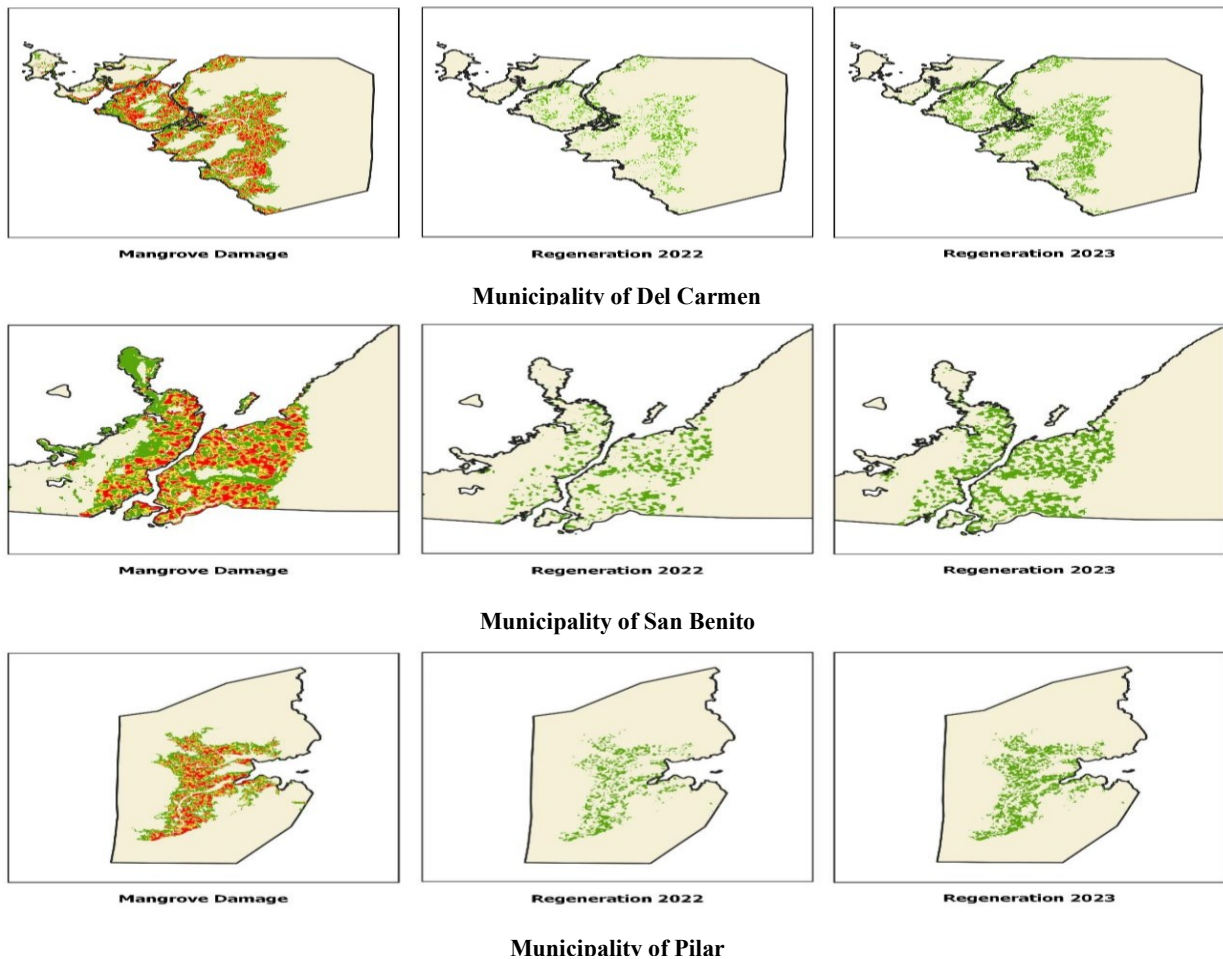 Mangrove Damage Regeneration 2022 Regeneration 2023
Municipality of Del Carmen
Mangrove Damage Regeneration 2022 Regeneration 2023
Municipality of San Benito
Mangrove Damage Regeneration 2022 Regeneration 2023
Municipality of Pilar